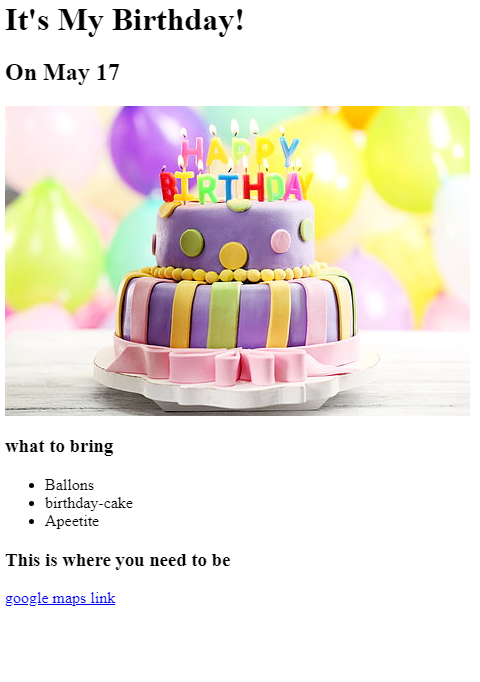 It's My Birthday!
On May 17
HAPPY
BIRTHDAY
what to bring
Ballons
birthday-cake
Apeetite
This is where you need to be
google maps link